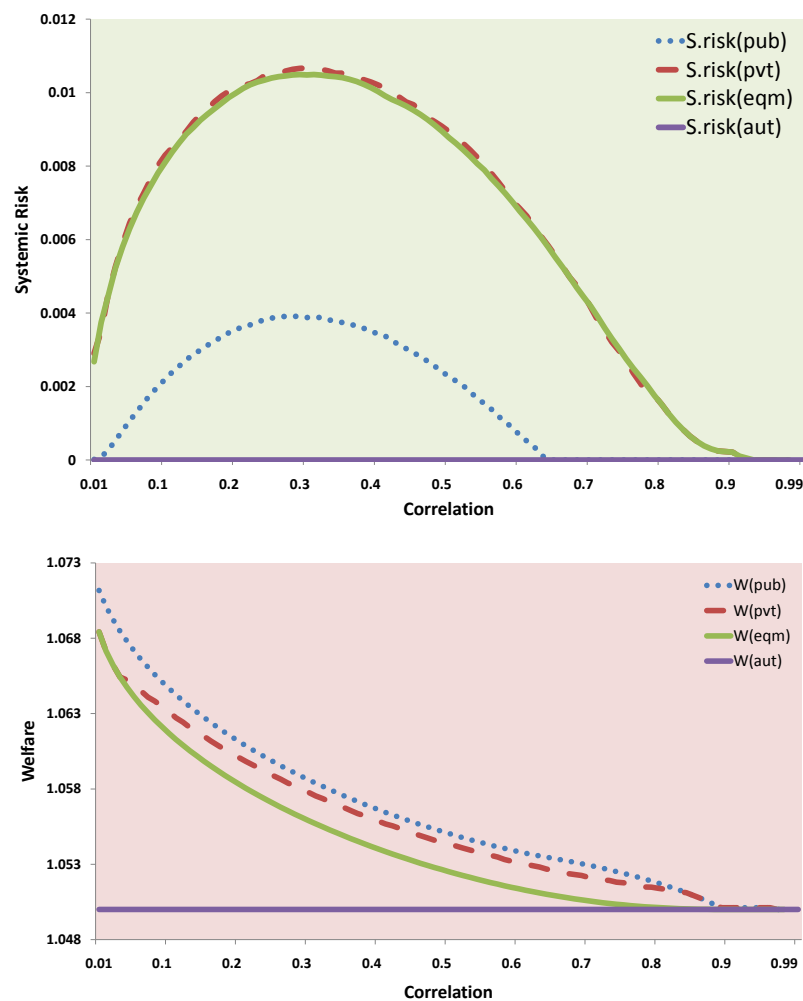 0.012
0.01
0.008
0.006
0.004
0.002
0
Systemic Risk
S.risk(pub)
S.risk(pvt)
S.risk(eqm)
S.risk(aut)
0.01 0.1 0.2 0.3 0.4 0.5 0.6 0.7 0.8 0.9 0.99
Correlation
1.073
1.068
1.063
1.058
1.053
1.048
Welfare
W(pub)
W(pvt)
W(eqm)
W(aut)
0.01 0.1 0.2 0.3 0.4 0.5 0.6 0.7 0.8 0.9 0.99
Correlation